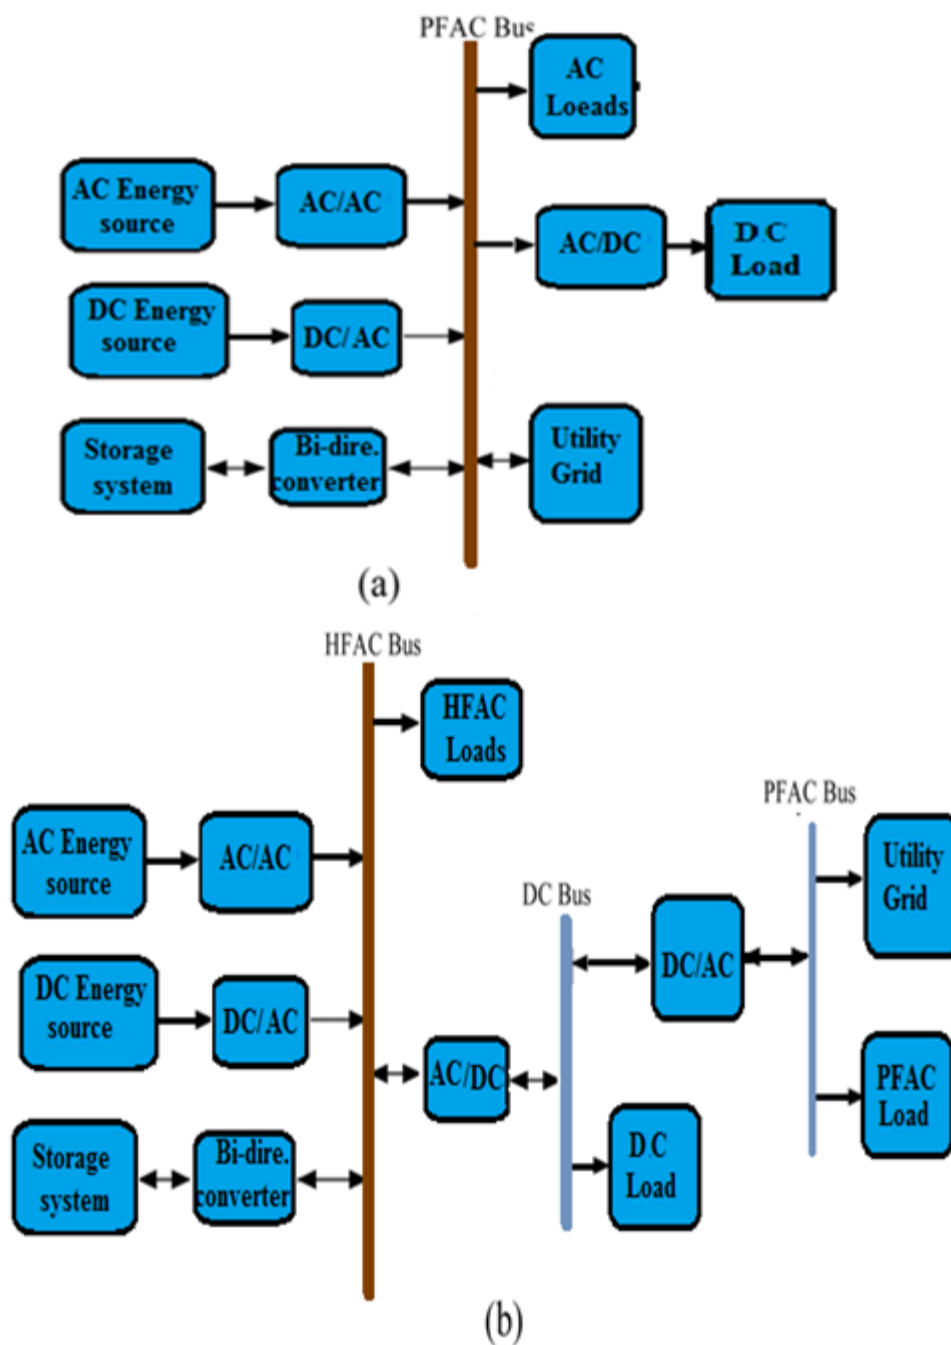 PFAC Bus
AC
Loeads
AC Energy
source
AC/AC
AC/DC
D.C
Load
DC Energy
source
DC/AC
Storage
system
Bi-dire.
converter
Utility
Grid
(a)
HFAC Bus
HFAC
Loads
PFAC Bus
AC Energy
source
AC/AC
Utility
Grid
DC Bus
DC/AC
DC Energy
source
DC/AC
AC/DC
PFAC
Load
D.C
Load
Storage
system
Bi-dire.
converter
(b)